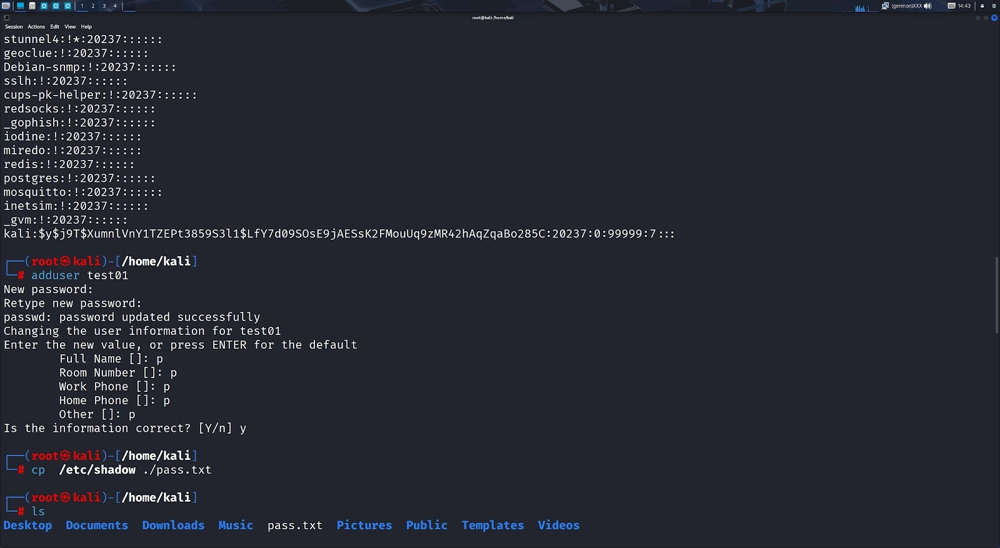 1 2 3 4 (genmon)XXX 14:43
root@kali: /home/kali
Session Actions Edit View Help
stunnel4:!*:20237::::::
geoclue:!:20237::::::
Debian-snmp:!:20237::::::
sslh:!:20237::::::
cups-pk-helper:!:20237::::::
redsocks:!:20237::::::
_gophish:!:20237::::::
iodine:!:20237::::::
miredo:!:20237::::::
redis:!:20237::::::
postgres:!:20237::::::
mosquitto:!:20237::::::
inetsim:!:20237::::::
_gvm:!:20237::::::
kali:$y$j9T$XumnlVnY1TZEPt3859S3l1$LfY7d09SOsE9jAESsK2FMouUq9zMR42hAqZqaBo285C:20237:0:99999:7:::
┌──(root㉿kali)-[/home/kali]
└─# adduser test01
New password:
Retype new password:
passwd: password updated successfully
Changing the user information for test01
Enter the new value, or press ENTER for the default
Full Name []: p
Room Number []: p
Work Phone []: p
Home Phone []: p
Other []: p
Is the information correct? [Y/n] y
┌──(root㉿kali)-[/home/kali]
└─# cp  /etc/shadow ./pass.txt
┌──(root㉿kali)-[/home/kali]
└─# ls
Desktop  Documents  Downloads  Music  pass.txt  Pictures  Public  Templates  Videos